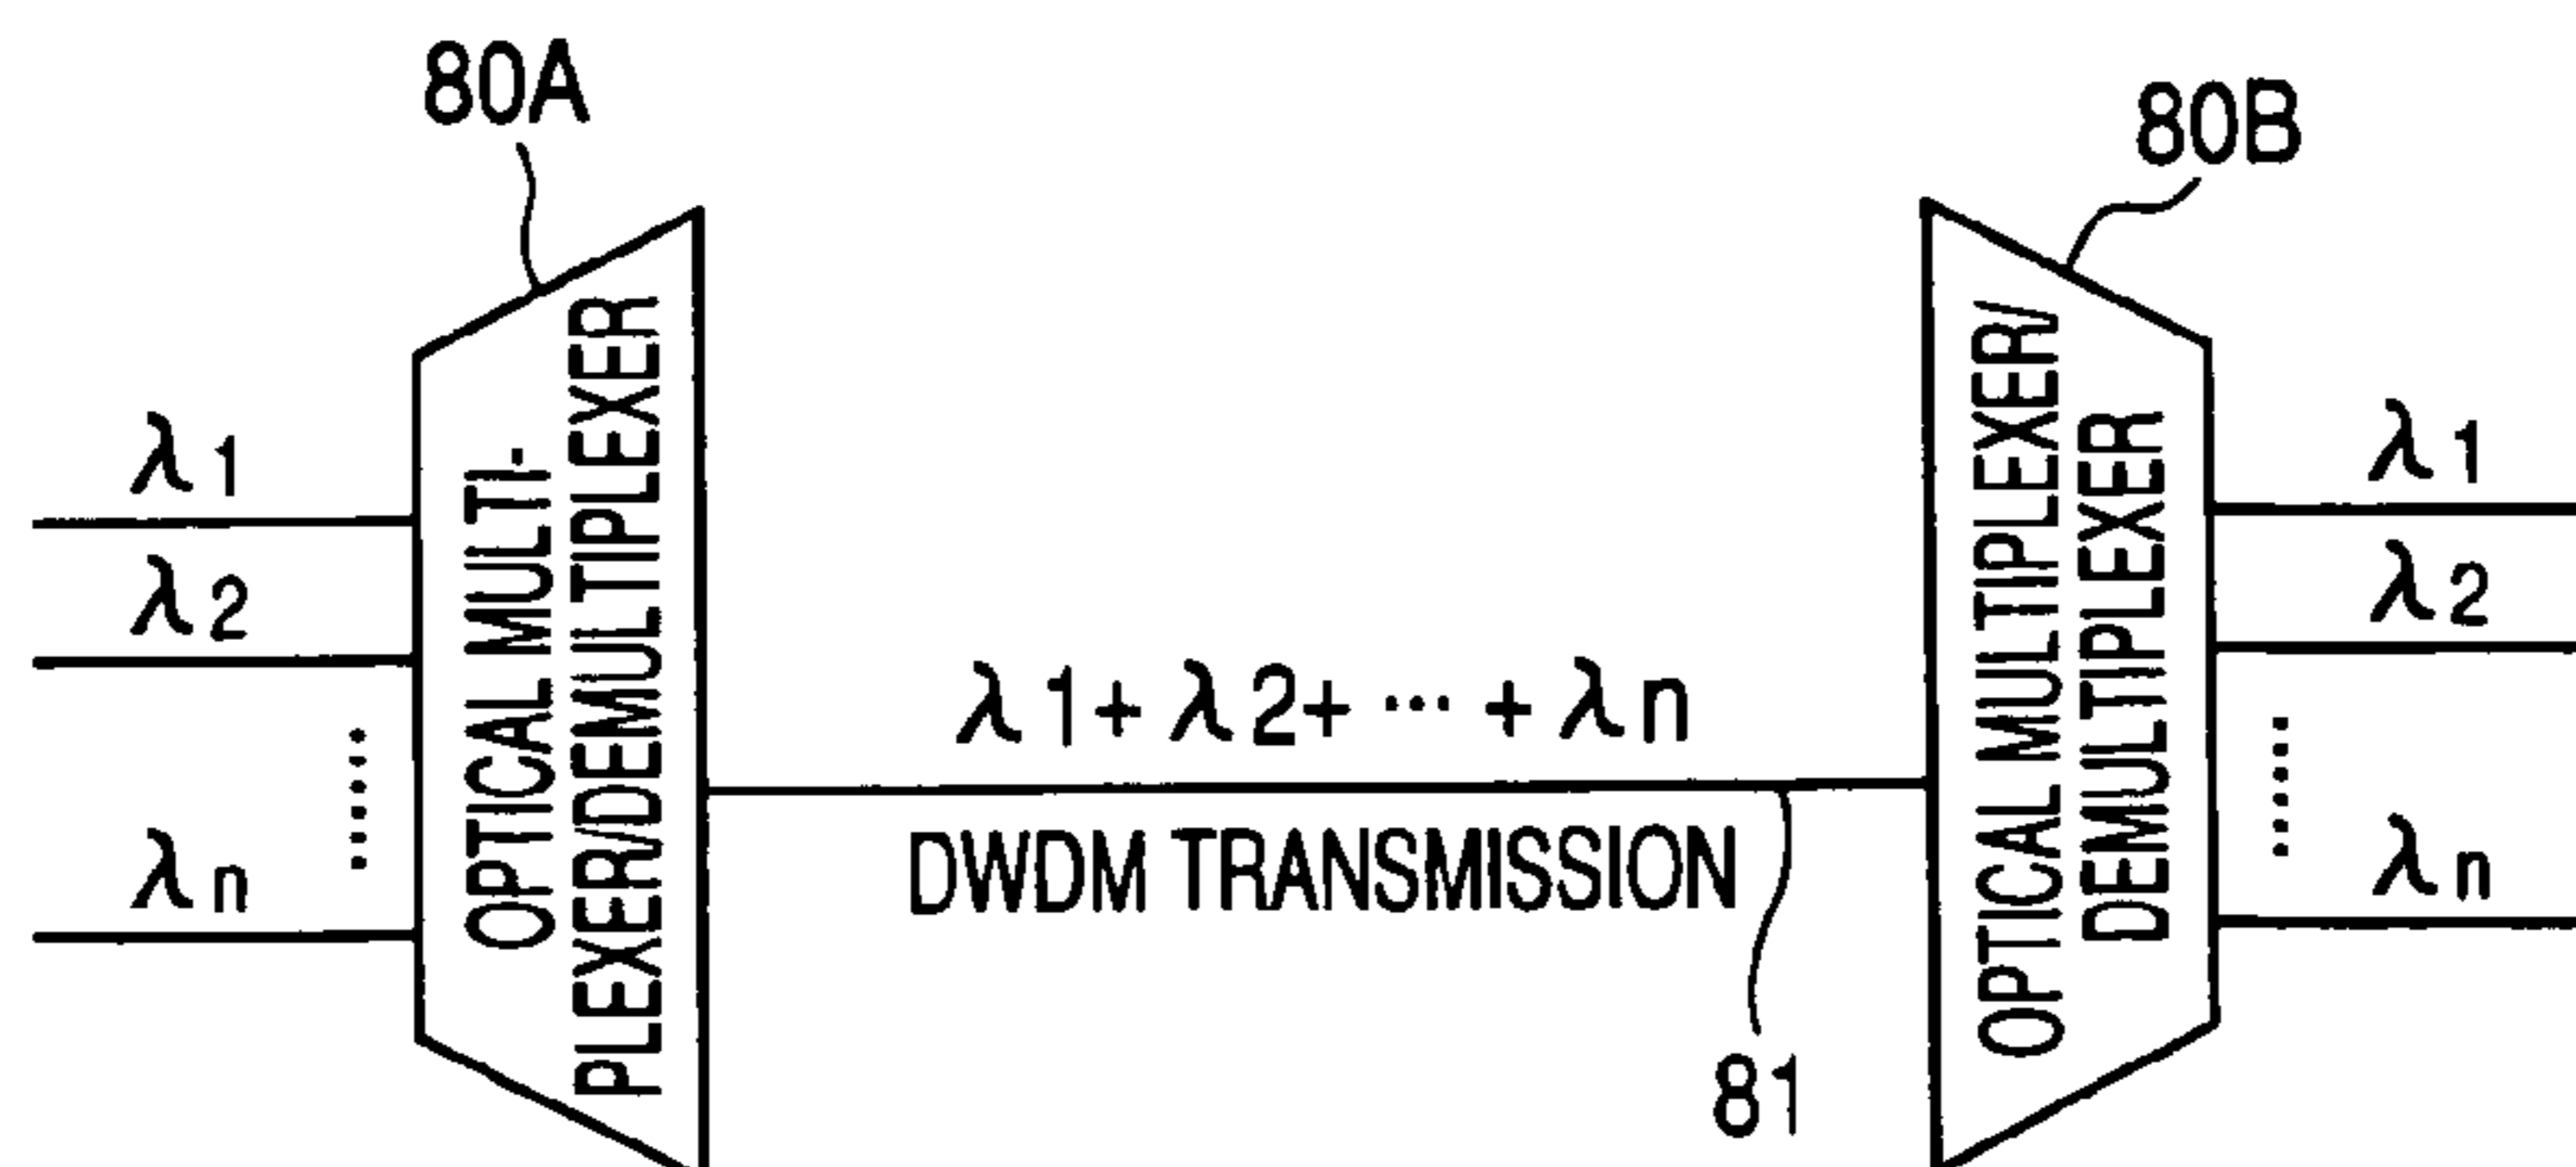 80A
80B
OPTICAL MULTI-
PLEXER/DEMULTIPLEXER
OPTICAL MULTIPLEXER/
DEMULTIPLEXER
λ1
λ2
λn
λ1+ λ2+ ... + λn
DWDM TRANSMISSION
81
λ1
λ2
λn